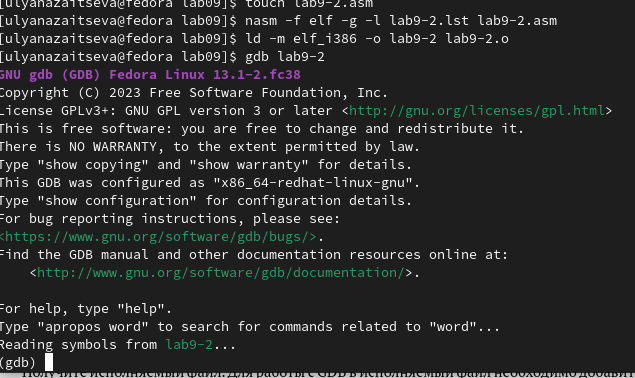 [ulyanazaitseva@fedora lab09]$ touch lab9-2.asm
[ulyanazaitseva@fedora lab09]$ nasm -f elf -g -l lab9-2.lst lab9-2.asm
[ulyanazaitseva@fedora lab09]$ ld -m elf_i386 -o lab9-2 lab9-2.o
[ulyanazaitseva@fedora lab09]$ gdb lab9-2
GNU gdb (GDB) Fedora Linux 13.1-2.fc38
Copyright (C) 2023 Free Software Foundation, Inc.
License GPLv3+: GNU GPL version 3 or later <http://gnu.org/licenses/gpl.html>
This is free software: you are free to change and redistribute it.
There is NO WARRANTY, to the extent permitted by law.
Type "show copying" and "show warranty" for details.
This GDB was configured as "x86_64-redhat-linux-gnu".
Type "show configuration" for configuration details.
For bug reporting instructions, please see:
<https://www.gnu.org/software/gdb/bugs/>.
Find the GDB manual and other documentation resources online at:
    <http://www.gnu.org/software/gdb/documentation/>.

For help, type "help".
Type "apropos word" to search for commands related to "word"...
Reading symbols from lab9-2...
(gdb)
файл для работы с GDB в исполняемый файл необходимо добавит